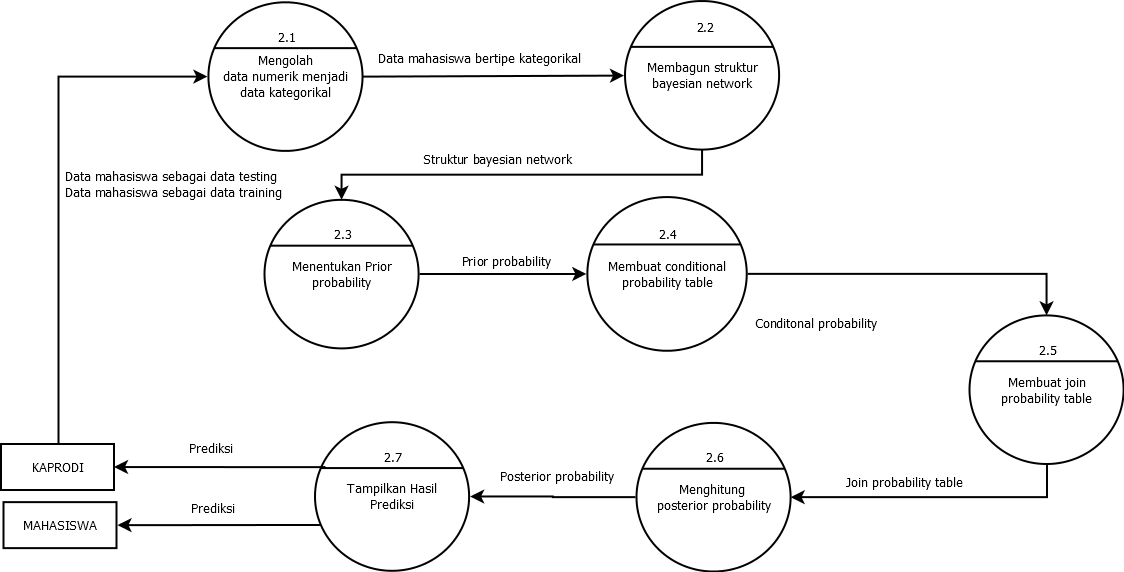 2.1
Mengolah
data numerik menjadi
data kategorikal
Data mahasiswa bertipe kategorikal
2.2
Membagun struktur
bayesian network
Struktur bayesian network
Data mahasiswa sebagai data testing
Data mahasiswa sebagai data training
2.3
Menentukan Prior
probability
Prior probability
2.4
Membuat conditional
probability table
Conditonal probability
2.5
Membuat join
probability table
Join probability table
2.6
Menghitung
posterior probability
Posterior probability
2.7
Tampilkan Hasil
Prediksi
Prediksi
KAPRODI
Prediksi
MAHASISWA